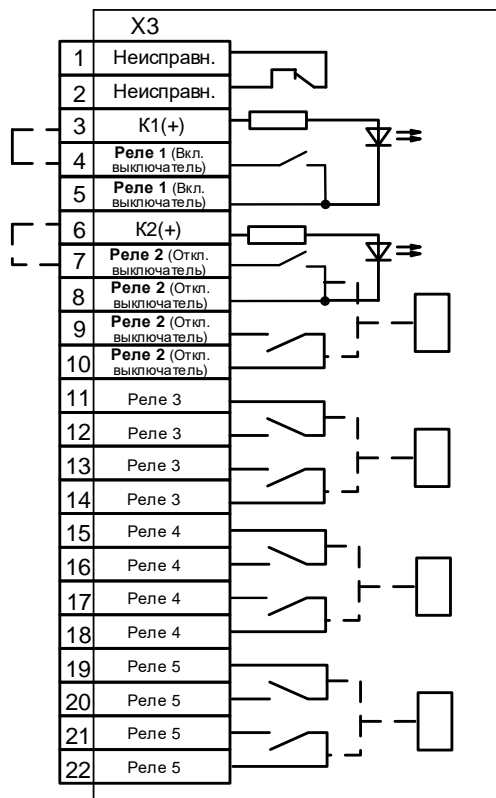 X3
1 Неисправн.
2 Неисправн.
3 К1(+)
4 Реле 1 (Вкл.
выключатель)
5 Реле 1 (Вкл.
выключатель)
6 К2(+)
7 Реле 2 (Откл.
выключатель)
8 Реле 2 (Откл.
выключатель)
9 Реле 2 (Откл.
выключатель)
10 Реле 2 (Откл.
выключатель)
11 Реле 3
12 Реле 3
13 Реле 3
14 Реле 3
15 Реле 4
16 Реле 4
17 Реле 4
18 Реле 4
19 Реле 5
20 Реле 5
21 Реле 5
22 Реле 5